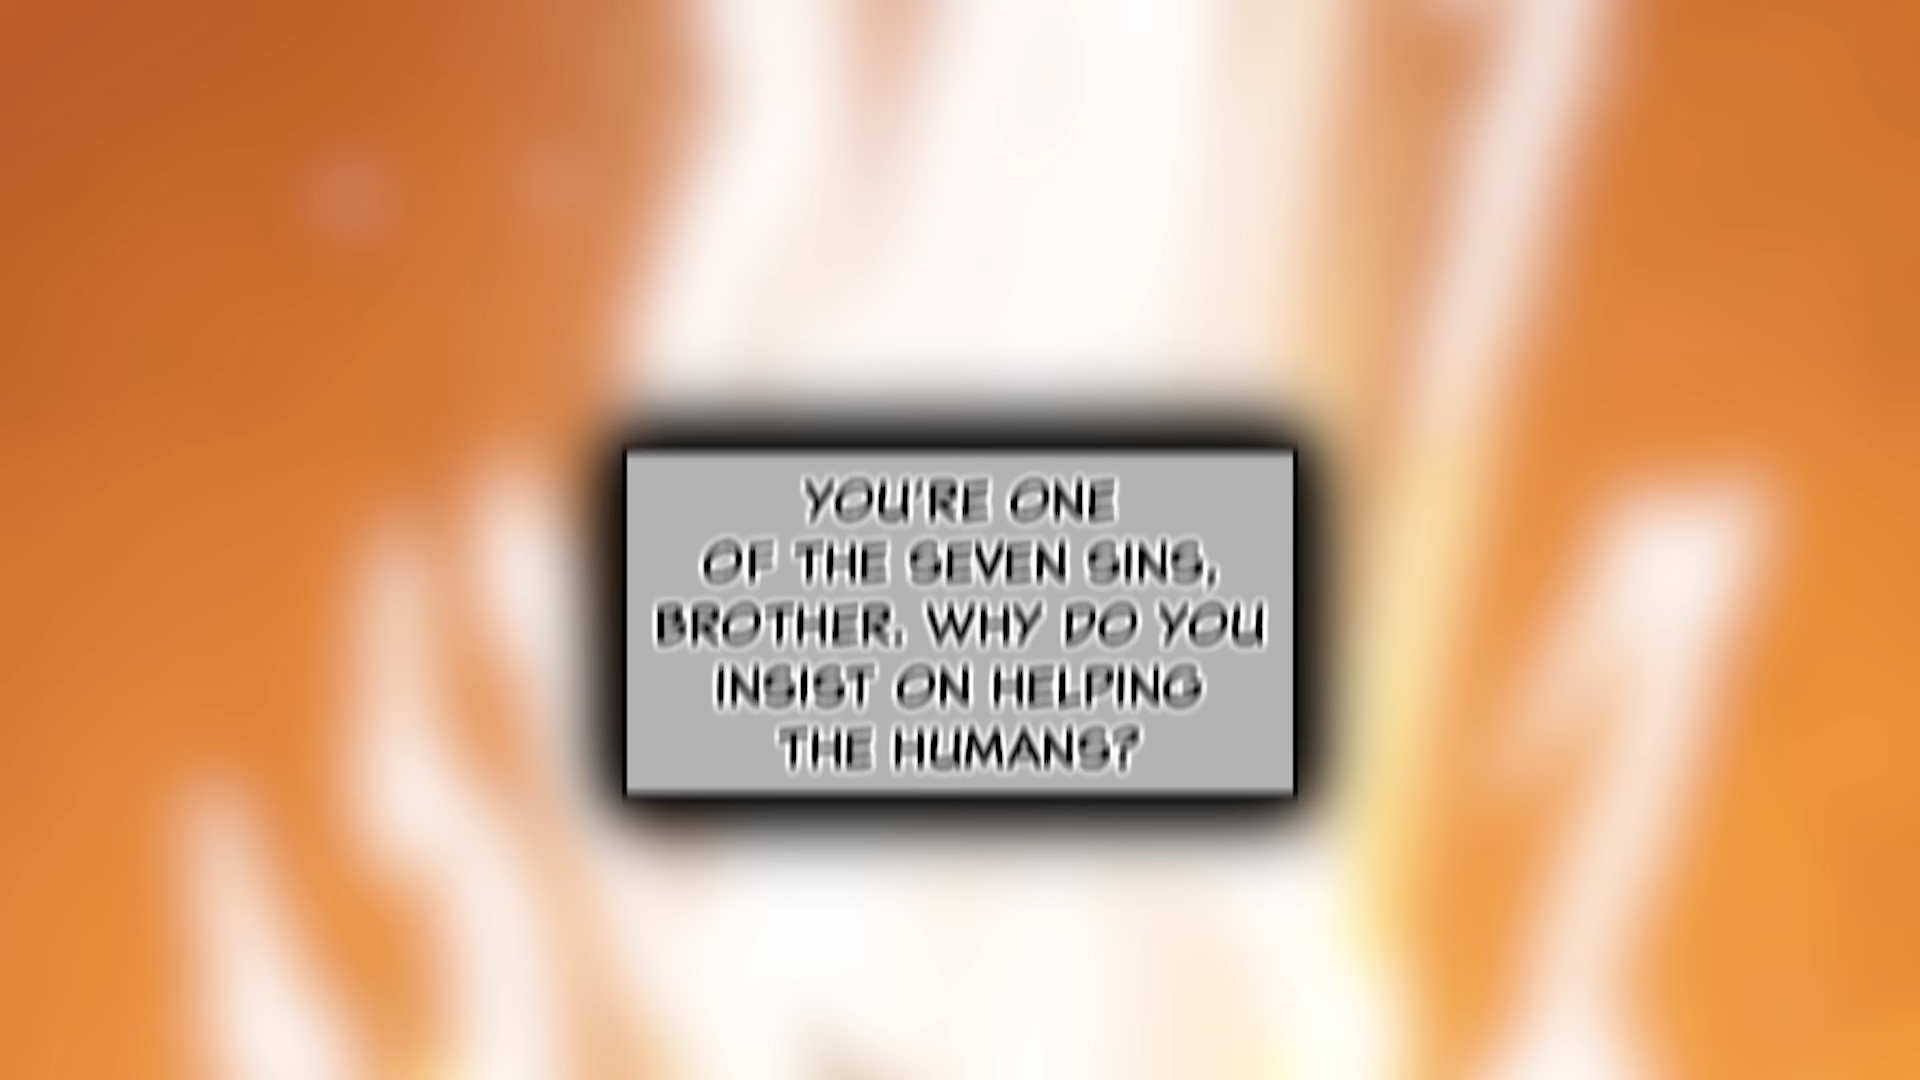 YOU'RE ONE
OF THE SEVEN SINS,
BROTHER. WHY DO YOU
INSIST ON HELPING
THE HUMANS?